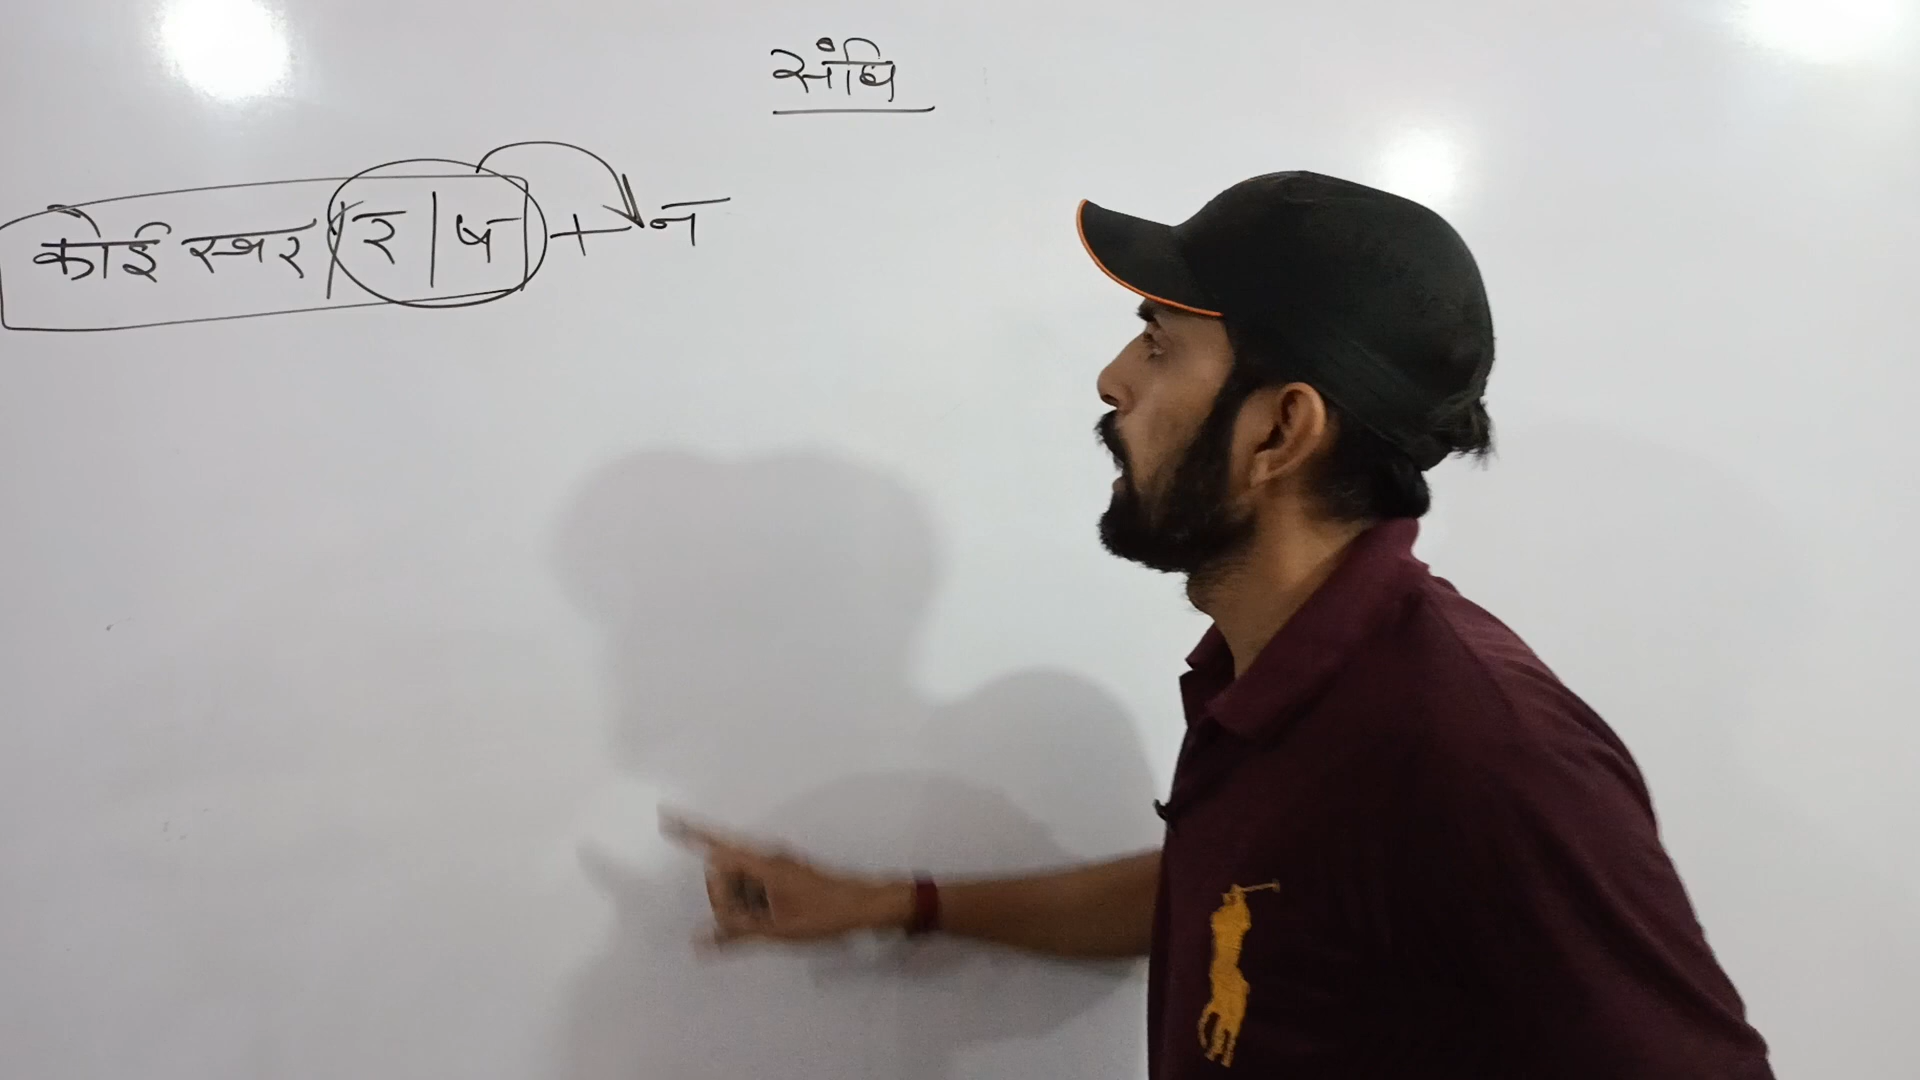 संधि
कोई स्वर / र | ष + न